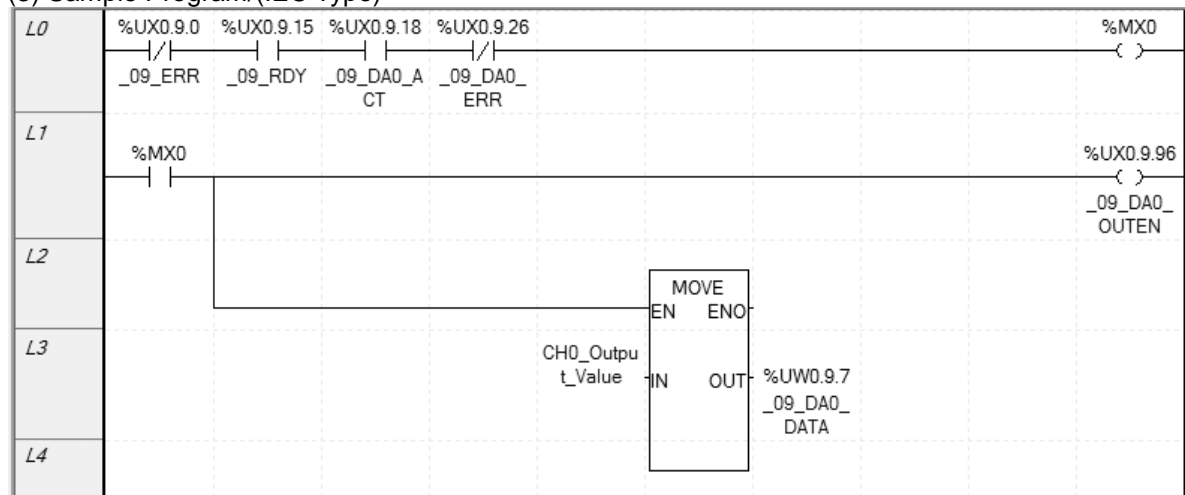 (3) Sample Program/(IEC Type)
L0
%UX0.9.0 %UX0.9.15 %UX0.9.18 %UX0.9.26 %MX0
_09_ERR _09_RDY _09_DA0_A _09_DA0_
CT ERR
L1
%MX0 %UX0.9.96
_09_DA0_
OUTEN
L2
MOVE
EN ENO
L3
CH0_Outpu
t_Value IN OUT %UW0.9.7
_09_DA0_
DATA
L4